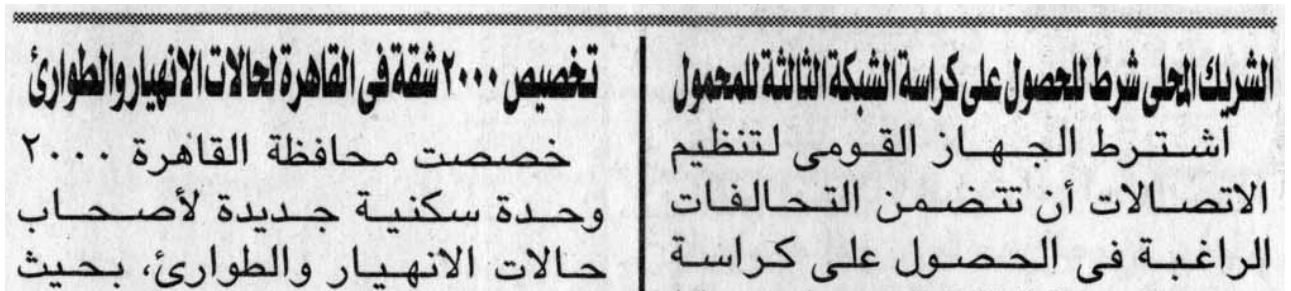 الشريك المحلى شرط للحصول على كراسة الشبكة الثالثة للمحمول
اشترط الجهاز القومى لتنظيم
الاتصالات أن تتضمن التحالفات
الراغبة فى الحصول على كراسة
تخصيص ٢٠٠٠ شقة فى القاهرة لحالات الانهيار والطوارئ
خصصت محافظة القاهرة ٢٠٠٠
وحدة سكنية جديدة لأصحاب
حالات الانهيار والطوارئ، بحيث